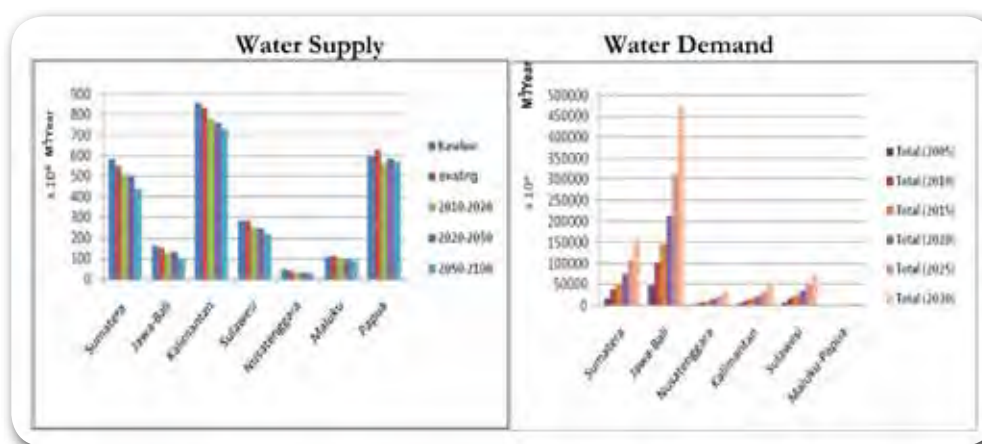 Water Supply
Water Demand
M³/Year
900
800
700
600
500
400
300
200
100
0
Sumatera
Jawa-Bali
Kalimantan
Sulawesi
Nusatenggara
Maluku
Papua
existing
2010-2020
2020-2050
2050-2100
M³/Year
500000
450000
400000
350000
300000
250000
200000
150000
100000
50000
0
Sumatera
Jawa-Bali
Nusatenggara
Kalimantan
Sulawesi
Maluku-Papua
Total (2005)
Total (2010)
Total (2015)
Total (2020)
Total (2025)
Total (2030)